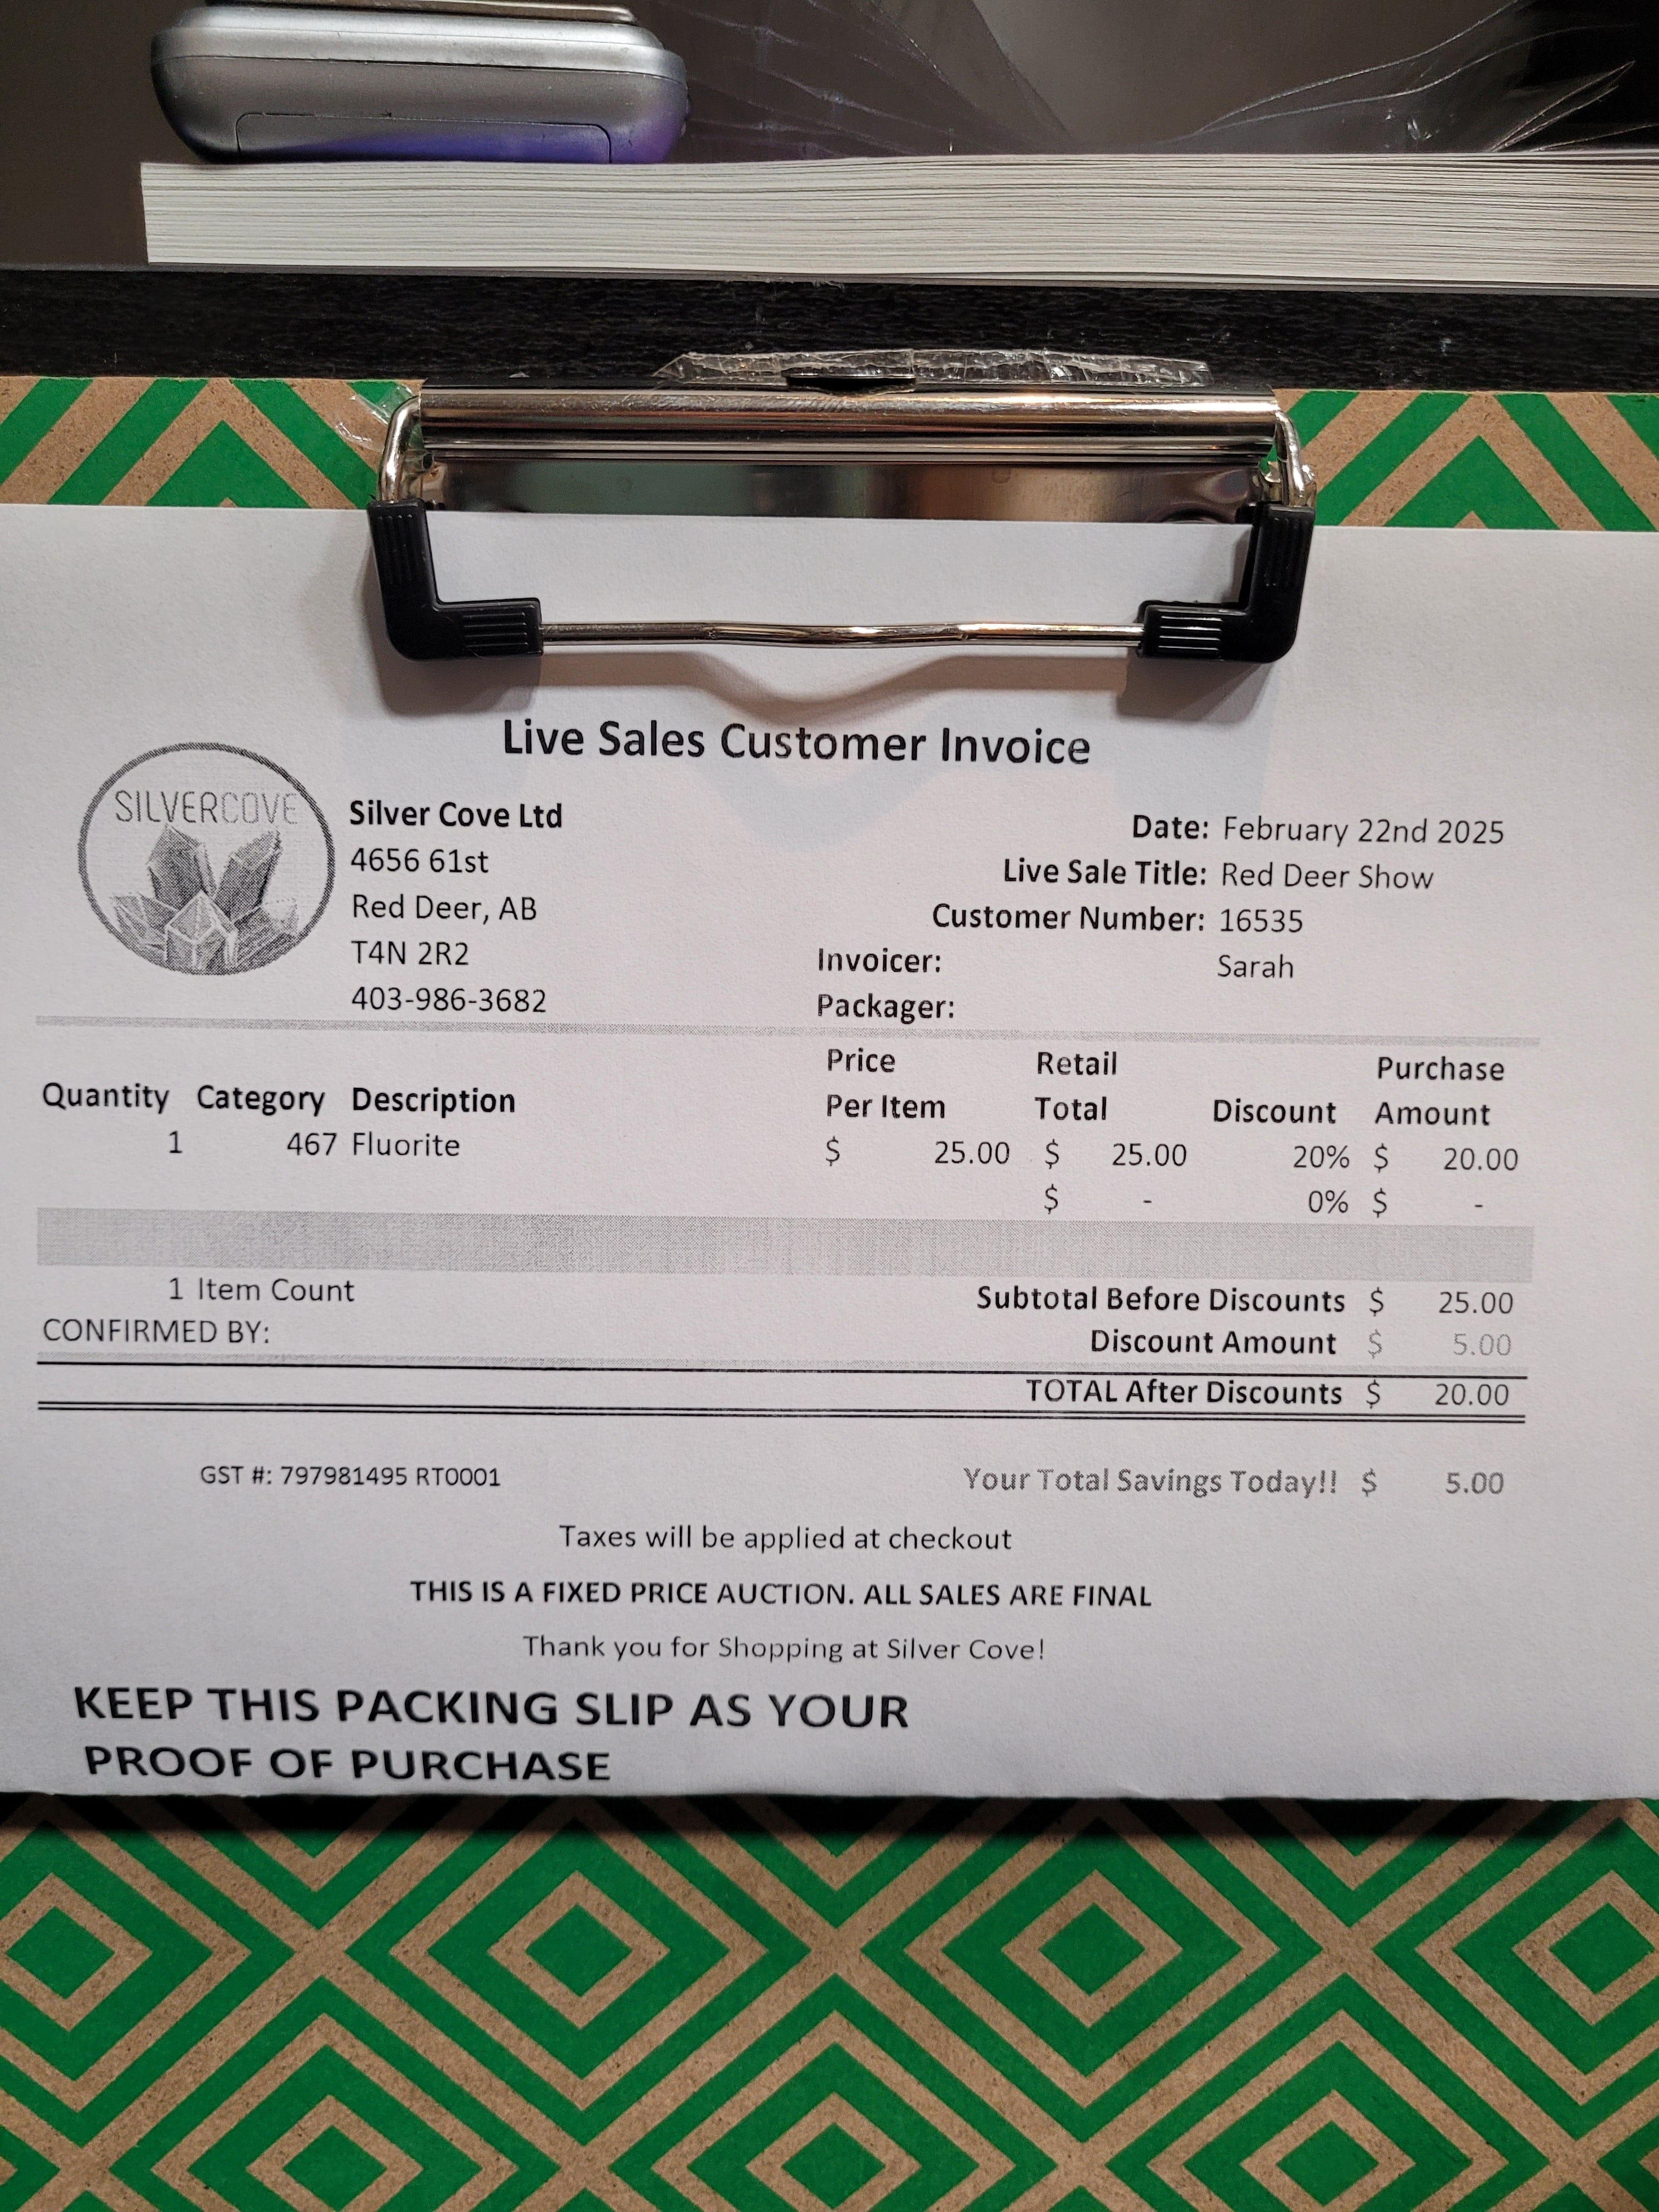 Live Sales Customer Invoice
SILVERCOVE
Silver Cove Ltd
4656 61st
Red Deer, AB
T4N 2R2
403-986-3682
Date: February 22nd 2025
Live Sale Title: Red Deer Show
Customer Number: 16535
Invoicer: Sarah
Packager:
Quantity Category Description Price Per Item Retail Total Discount Purchase Amount
1 467 Fluorite $ 25.00 $ 25.00 20% $ 20.00
$ - 0% $ -
1 Item Count Subtotal Before Discounts $ 25.00
CONFIRMED BY: Discount Amount $ 5.00
TOTAL After Discounts $ 20.00
GST #: 797981495 RT0001 Your Total Savings Today!! $ 5.00
Taxes will be applied at checkout
THIS IS A FIXED PRICE AUCTION. ALL SALES ARE FINAL
Thank you for Shopping at Silver Cove!
KEEP THIS PACKING SLIP AS YOUR
PROOF OF PURCHASE